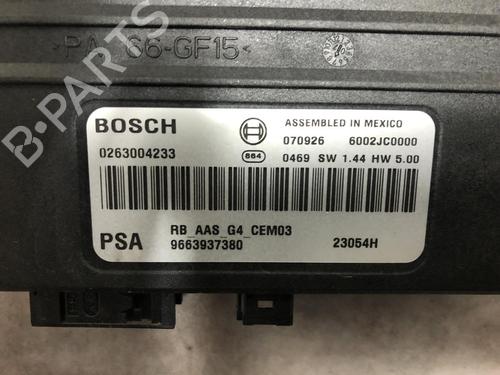 >PA 66-GF15<
B-PARTS
BOSCH
ASSEMBLED IN MEXICO
070926 6002JC0000
0263004233
864
0469 SW 1.44 HW 5.00
PSA
RB_AAS_G4_CEM03
9663937380
23054H